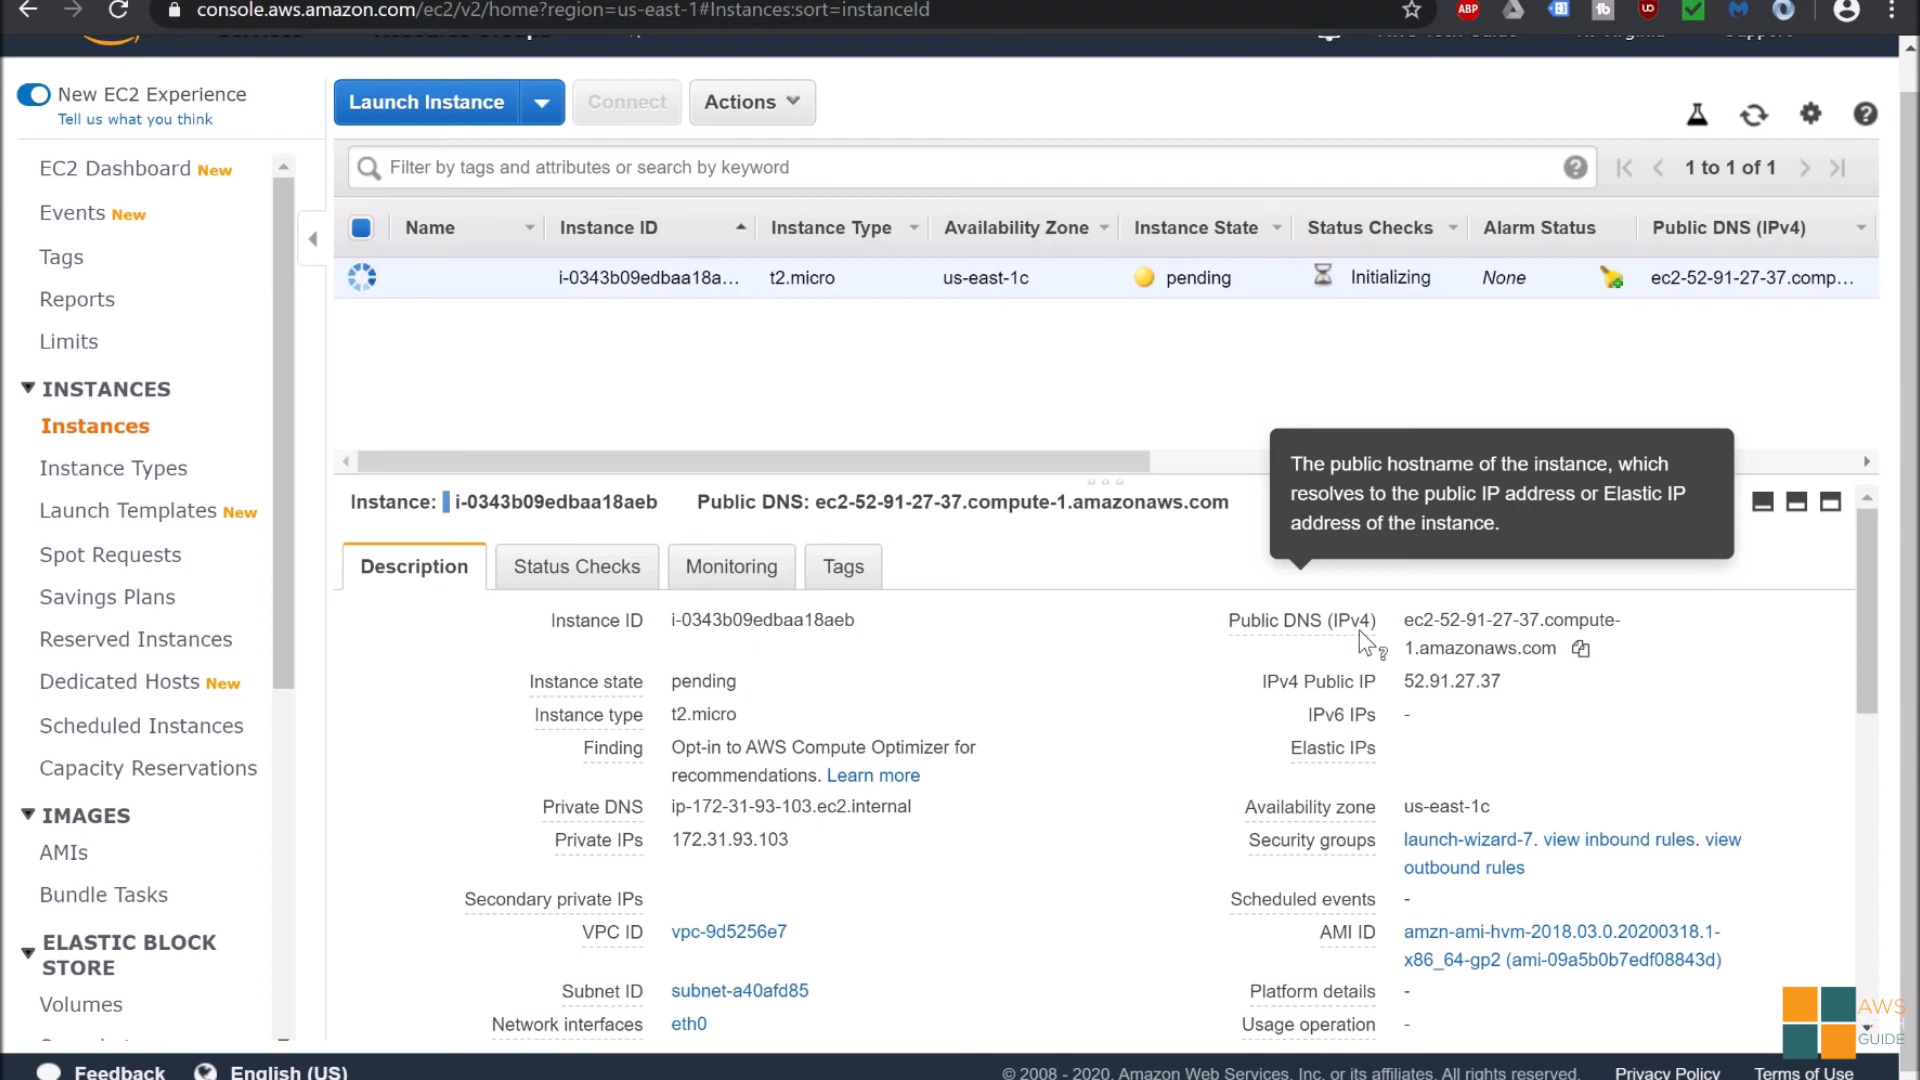 console.aws.amazon.com/ec2/v2/home?region=us-east-1#Instances:sort=instanceId
ABP
New EC2 Experience
Tell us what you think
Launch Instance
Connect
Actions
EC2 Dashboard New
Events New
Tags
Reports
Limits
INSTANCES
Instances
Instance Types
Launch Templates New
Spot Requests
Savings Plans
Reserved Instances
Dedicated Hosts New
Scheduled Instances
Capacity Reservations
IMAGES
AMIs
Bundle Tasks
ELASTIC BLOCK
STORE
Volumes
Filter by tags and attributes or search by keyword
1 to 1 of 1
Name Instance ID Instance Type Availability Zone Instance State Status Checks Alarm Status Public DNS (IPv4)
i-0343b09edbaa18a... t2.micro us-east-1c pending Initializing None ec2-52-91-27-37.comp...
The public hostname of the instance, which
resolves to the public IP address or Elastic IP
address of the instance.
Instance: i-0343b09edbaa18aeb Public DNS: ec2-52-91-27-37.compute-1.amazonaws.com
Description Status Checks Monitoring Tags
Instance ID i-0343b09edbaa18aeb
Instance state pending
Instance type t2.micro
Finding Opt-in to AWS Compute Optimizer for
recommendations. Learn more
Private DNS ip-172-31-93-103.ec2.internal
Private IPs 172.31.93.103
Secondary private IPs
VPC ID vpc-9d5256e7
Subnet ID subnet-a40afd85
Network interfaces eth0
Public DNS (IPv4) ec2-52-91-27-37.compute-
1.amazonaws.com
IPv4 Public IP 52.91.27.37
IPv6 IPs -
Elastic IPs
Availability zone us-east-1c
Security groups launch-wizard-7. view inbound rules. view
outbound rules
Scheduled events -
AMI ID amzn-ami-hvm-2018.03.0.20200318.1-
x86_64-gp2 (ami-09a5b0b7edf08843d)
Platform details -
Usage operation -
AWS
GUIDE
Feedback English (US) © 2008 - 2020, Amazon Web Services, Inc. or its affiliates. All rights reserved. Privacy Policy Terms of Use